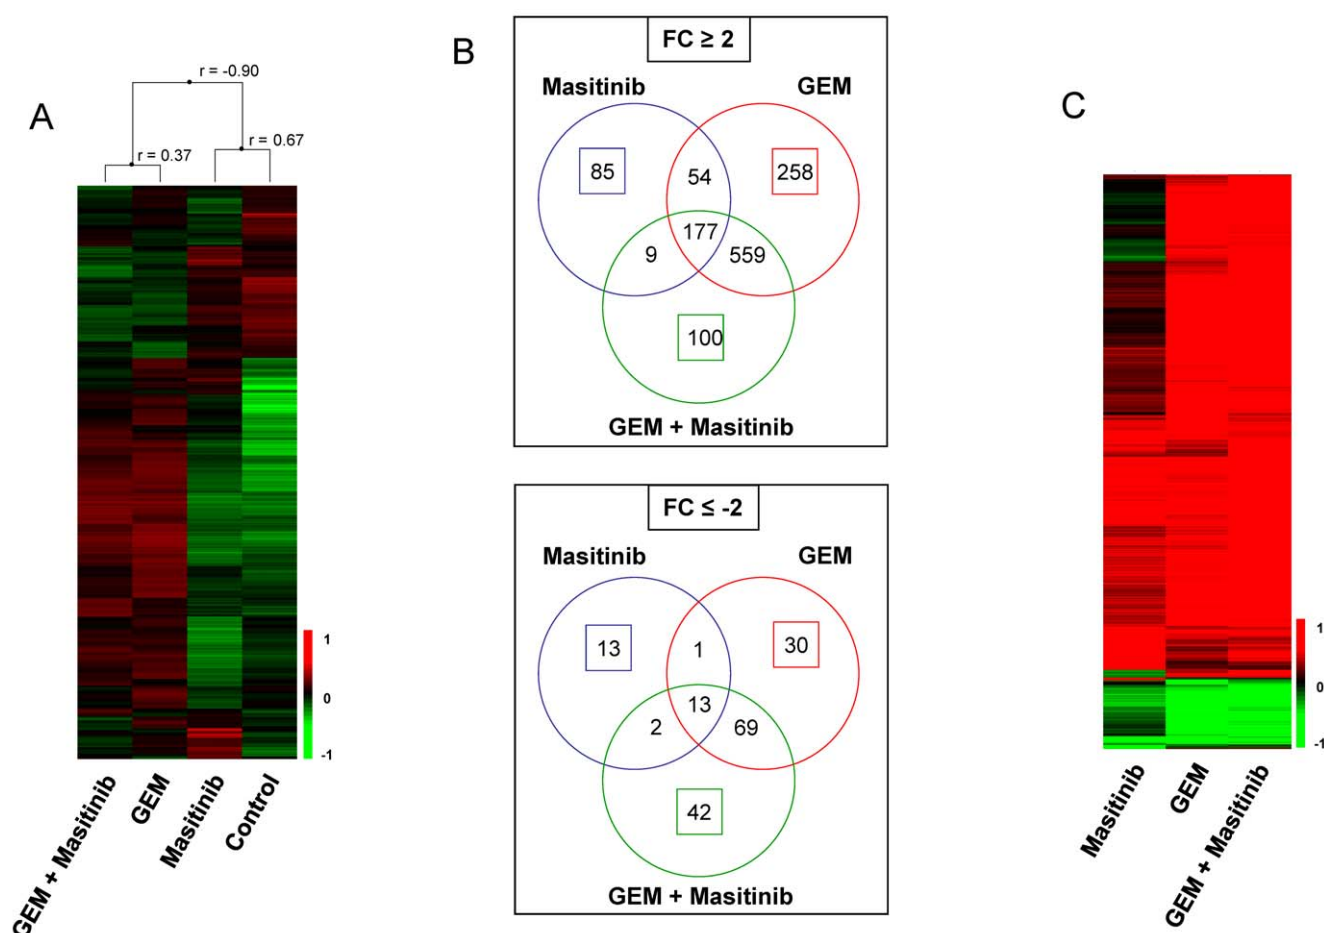 A
r = -0.90
r = 0.37
r = 0.67
1
0
-1
GEM + Masitinib
GEM
Masitinib
Control
B
FC ≥ 2
Masitinib
GEM
85
54
258
177
9
559
100
GEM + Masitinib
FC ≤ -2
Masitinib
GEM
13
1
30
13
2
69
42
GEM + Masitinib
C
1
0
-1
Masitinib
GEM
GEM + Masitinib